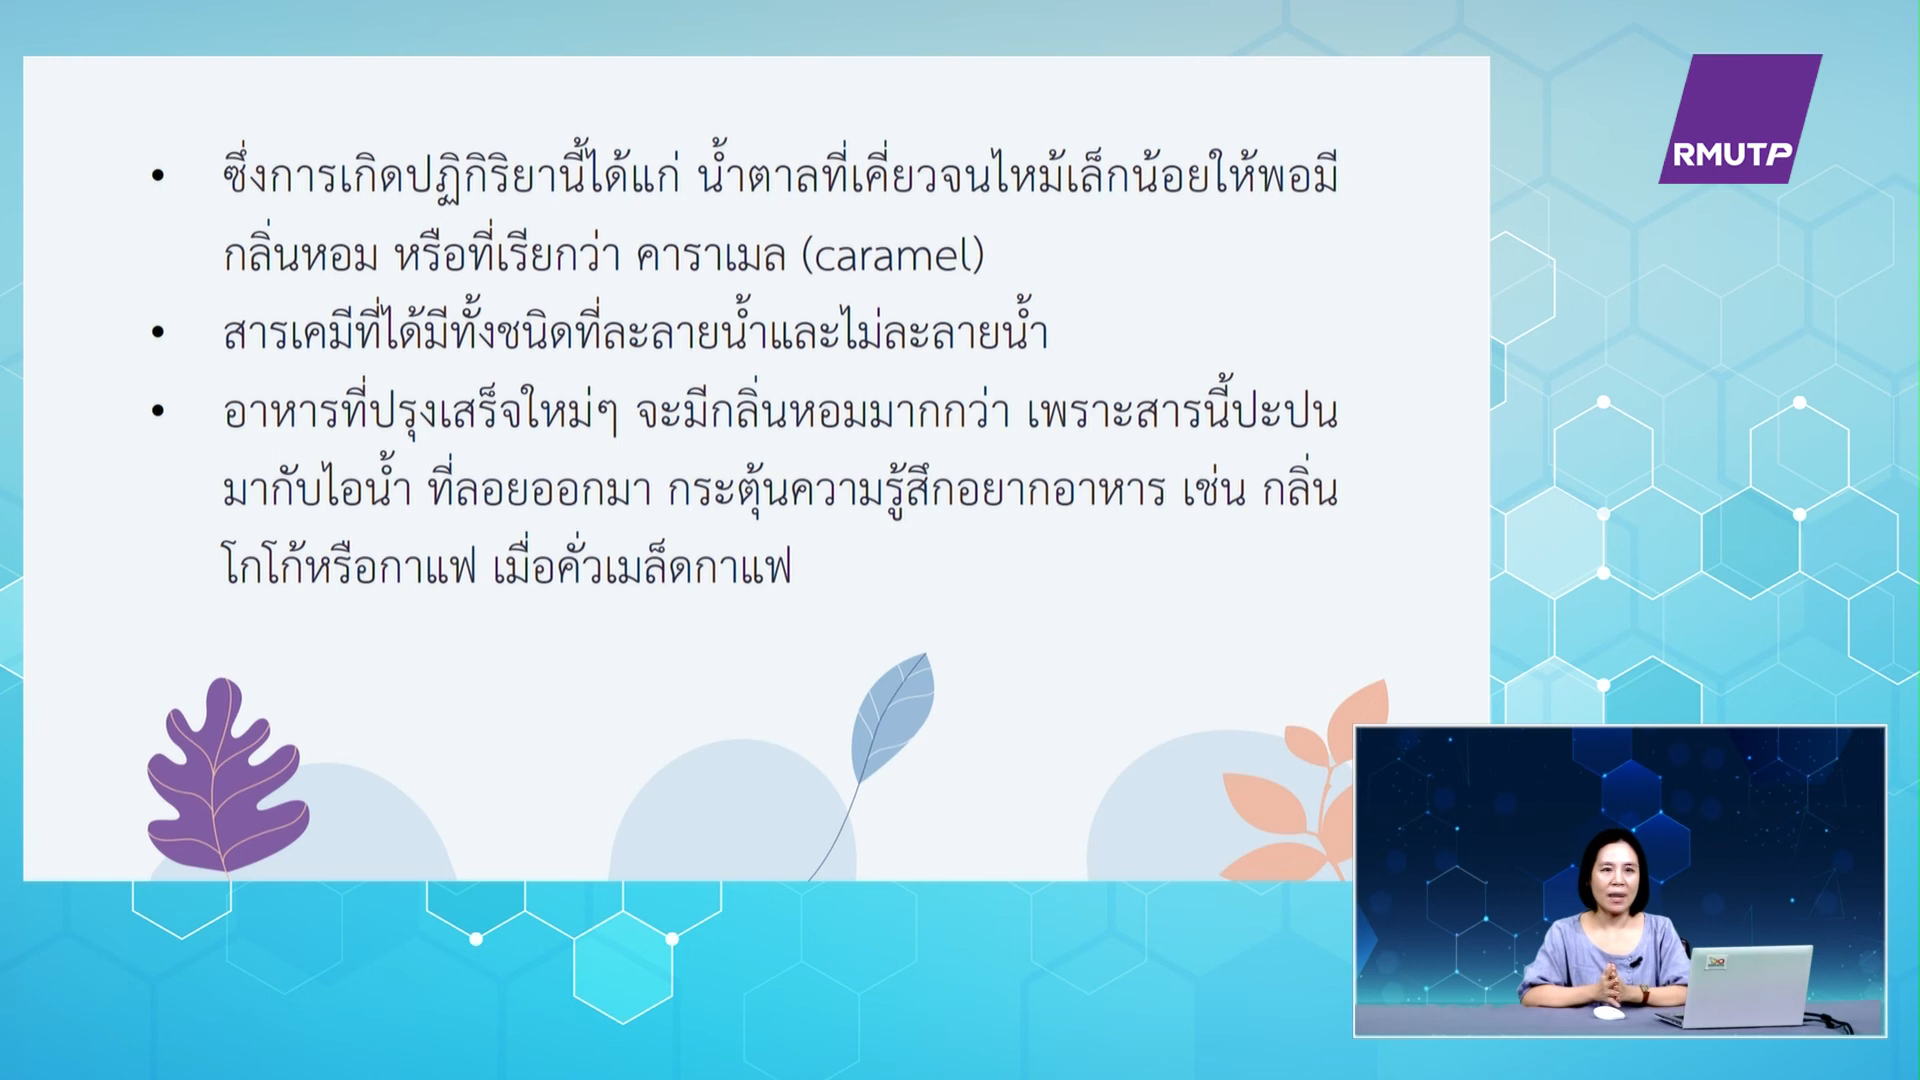 RMUTP
• ซึ่งการเกิดปฏิกิริยานี้ได้แก่ น้ำตาลที่เคี่ยวจนไหม้เล็กน้อยให้พอมี
กลิ่นหอม หรือที่เรียกว่า คาราเมล (caramel)
• สารเคมีที่ได้มีทั้งชนิดที่ละลายน้ำและไม่ละลายน้ำ
• อาหารที่ปรุงเสร็จใหม่ๆ จะมีกลิ่นหอมมากกว่า เพราะสารนี้ปะปน
มากับไอน้ำ ที่ลอยออกมา กระตุ้นความรู้สึกอยากอาหาร เช่น กลิ่น
โกโก้หรือกาแฟ เมื่อคั่วเมล็ดกาแฟ